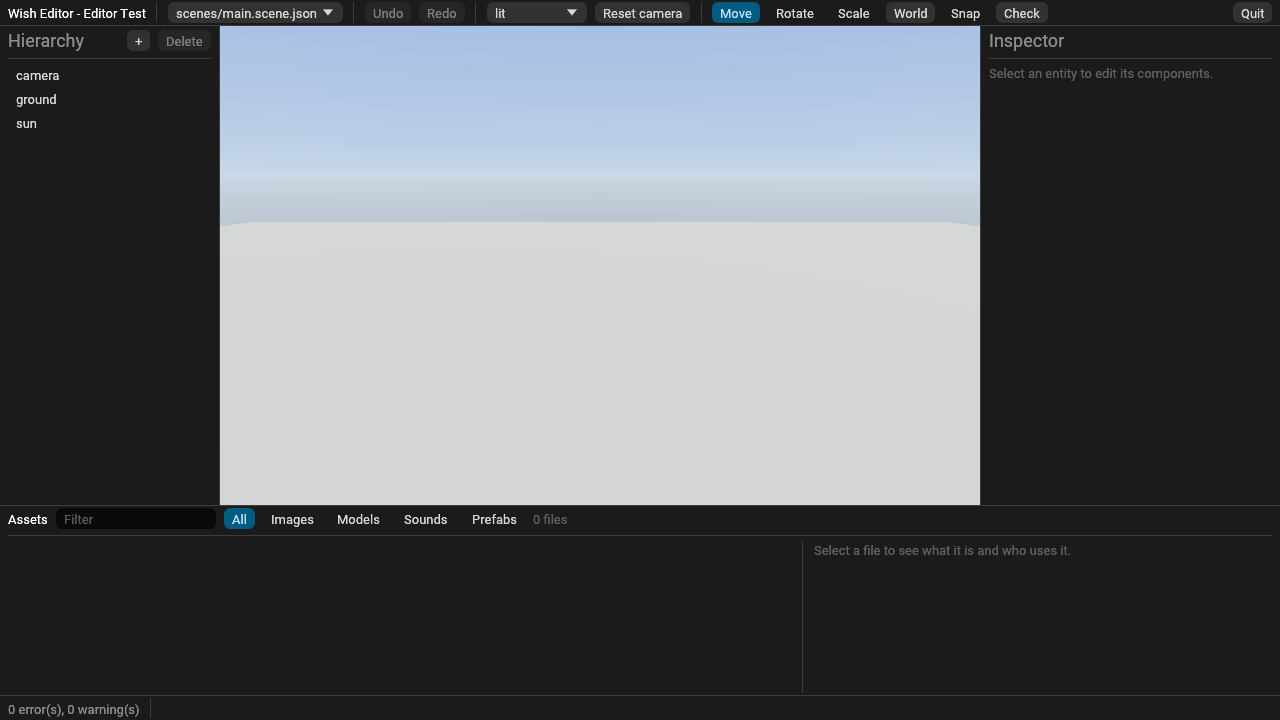 Wish Editor - Editor Test
scenes/main.scene.json
Undo
Redo
lit
Reset camera
Move
Rotate
Scale
World
Snap
Check
Quit
Hierarchy
+
Delete
camera
ground
sun
Inspector
Select an entity to edit its components.
Assets
Filter
All
Images
Models
Sounds
Prefabs
0 files
Select a file to see what it is and who uses it.
0 error(s), 0 warning(s)